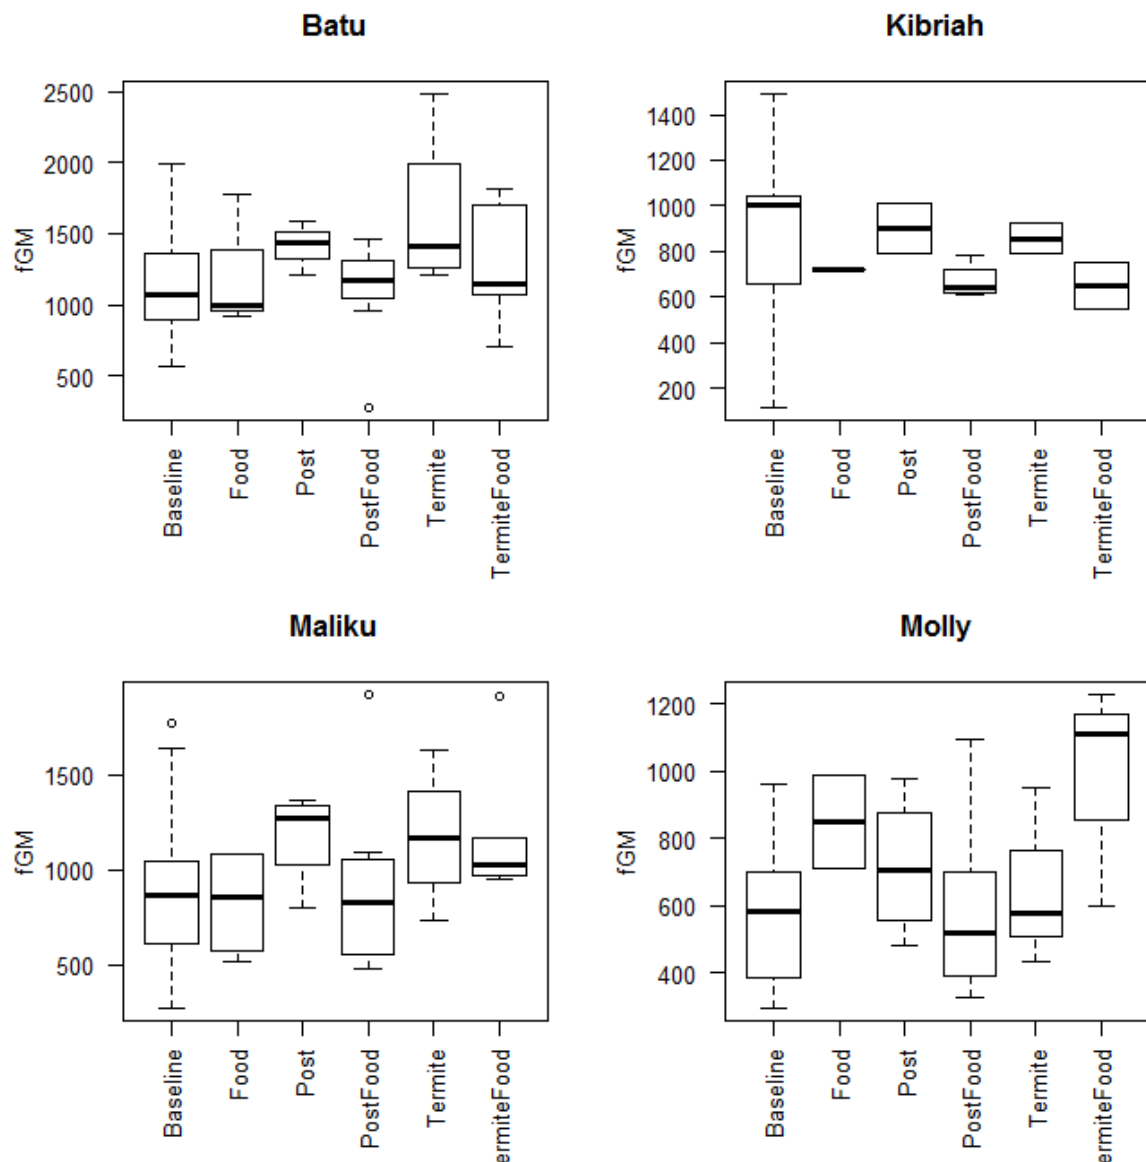 Batu
fGM
2500
2000
1500
1000
500
Baseline
Food
Post
PostFood
Termite
TermiteFood
Kibriah
fGM
1400
1200
1000
800
600
400
200
Baseline
Food
Post
PostFood
Termite
TermiteFood
Maliku
fGM
1500
1000
500
Baseline
Food
Post
PostFood
Termite
ermiteFood
Molly
fGM
1200
1000
800
600
400
Baseline
Food
Post
PostFood
Termite
ermiteFood